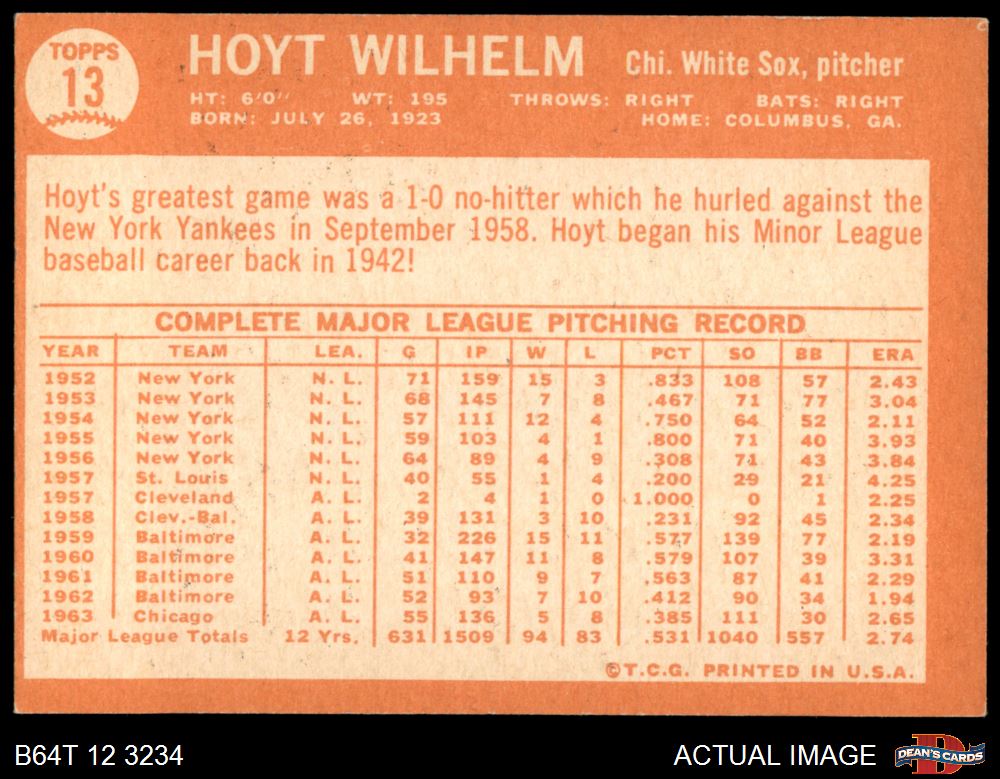 TOPPS
13
HOYT WILHELM Chi. White Sox, pitcher
HT: 6'0" WT: 195 THROWS: RIGHT BATS: RIGHT
BORN: JULY 26, 1923 HOME: COLUMBUS, GA.
Hoyt's greatest game was a 1-0 no-hitter which he hurled against the
New York Yankees in September 1958. Hoyt began his Minor League
baseball career back in 1942!
COMPLETE MAJOR LEAGUE PITCHING RECORD
YEAR TEAM LEA. G IP W L PCT SO BB ERA
1952 New York N. L. 71 159 15 3 .833 108 57 2.43
1953 New York N. L. 68 145 7 8 .467 71 77 3.04
1954 New York N. L. 57 111 12 4 .750 64 52 2.11
1955 New York N. L. 59 103 4 1 .800 71 40 3.93
1956 New York N. L. 64 89 4 9 .308 71 43 3.84
1957 St. Louis N. L. 40 55 1 4 .200 29 21 4.25
1957 Cleveland A. L. 2 4 1 0 1.000 0 1 2.25
1958 Clev.-Bal. A. L. 39 131 3 10 .231 92 45 2.34
1959 Baltimore A. L. 32 226 15 11 .577 139 77 2.19
1960 Baltimore A. L. 41 147 11 8 .579 107 39 3.31
1961 Baltimore A. L. 51 110 9 7 .563 87 41 2.29
1962 Baltimore A. L. 52 93 7 10 .412 90 34 1.94
1963 Chicago A. L. 55 136 5 8 .385 111 30 2.65
Major League Totals 12 Yrs. 631 1509 94 83 .531 1040 557 2.74
©T.C.G. PRINTED IN U.S.A.
B64T 12 3234 ACTUAL IMAGE DEAN'S CARDS